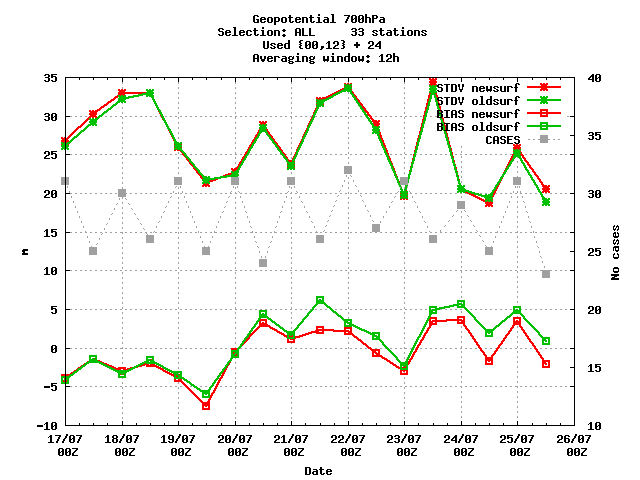 Geopotential 700hPa
Selection: ALL 33 stations
Used {00,12} + 24
Averaging window: 12h
35 40
STDV newsurf
STDV oldsurf
30
BIAS newsurf
BIAS oldsurf
35
CASES
25
20 30
15
m No cases
25
10
5 20
0
-5 15
-10 10
17/07 18/07 19/07 20/07 21/07 22/07 23/07 24/07 25/07 26/07
00Z 00Z 00Z 00Z 00Z 00Z 00Z 00Z 00Z 00Z
Date